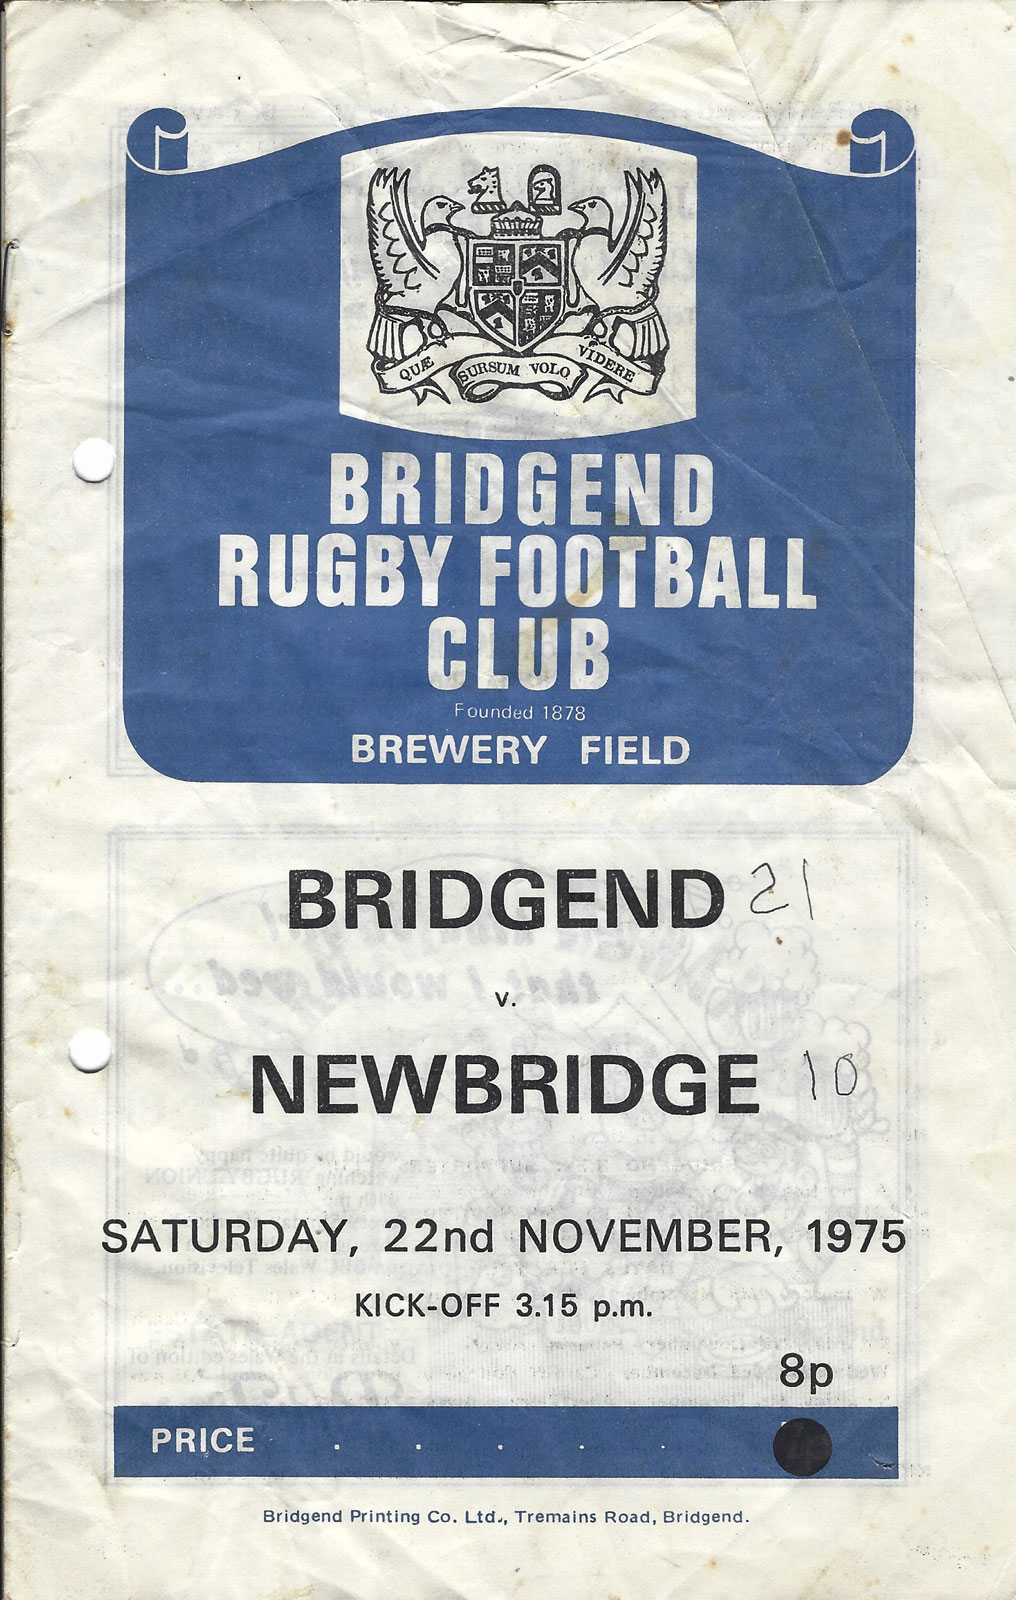 QUÆ SURSUM VOLO VIDERE
BRIDGEND
RUGBY FOOTBALL
CLUB
Founded 1878
BREWERY FIELD
BRIDGEND 21
v.
NEWBRIDGE 10
SATURDAY, 22nd NOVEMBER, 1975
KICK-OFF 3.15 p.m.
8p
PRICE . . . . .
Bridgend Printing Co. Ltd., Tremains Road, Bridgend.